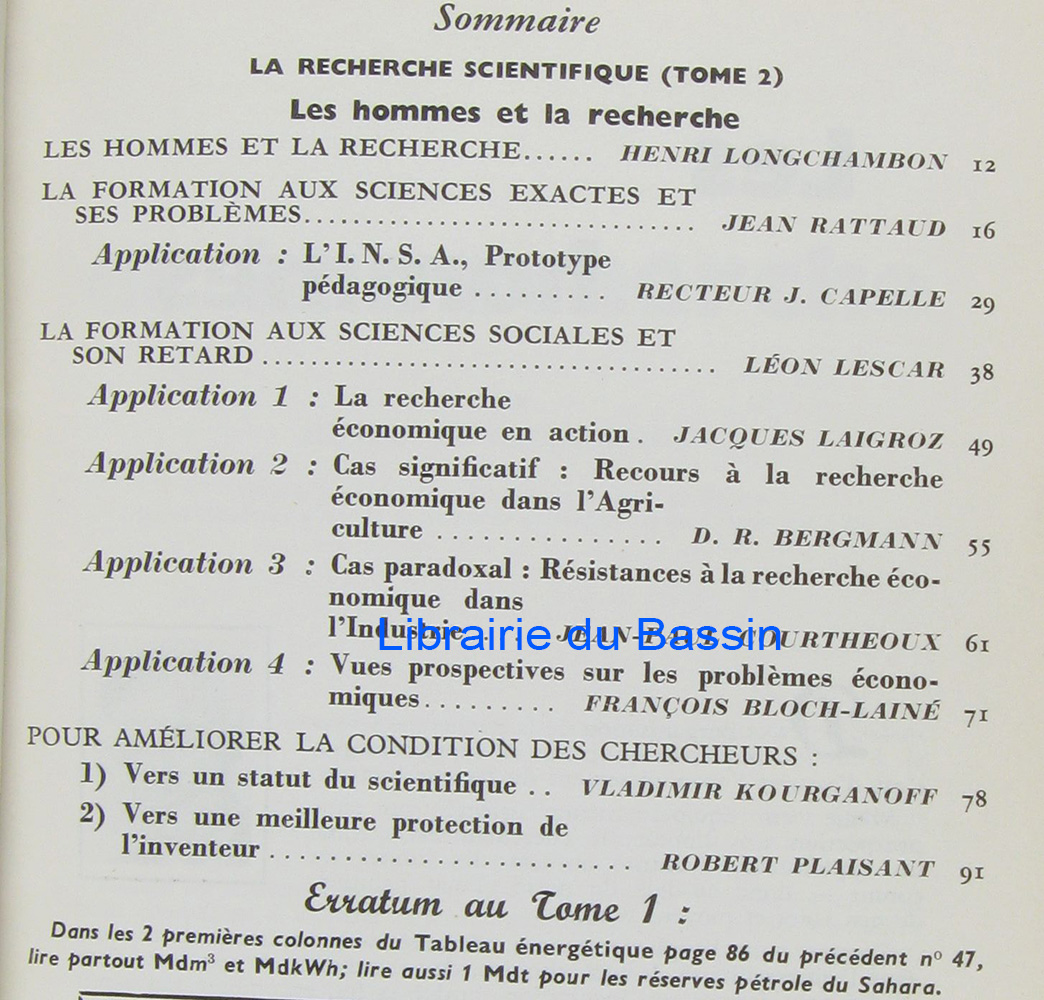 Sommaire
LA RECHERCHE SCIENTIFIQUE (TOME 2)
Les hommes et la recherche
LES HOMMES ET LA RECHERCHE...... HENRI LONGCHAMBON 12
LA FORMATION AUX SCIENCES EXACTES ET
SES PROBLÈMES................................. JEAN RATTAUD 16
Application : L'I. N. S. A., Prototype
pédagogique ......... RECTEUR J. CAPELLE 29
LA FORMATION AUX SCIENCES SOCIALES ET
SON RETARD ..................................... LÉON LESCAR 38
Application 1 : La recherche
économique en action . JACQUES LAIGROZ 49
Application 2 : Cas significatif : Recours à la recherche
économique dans l'Agri-
culture ............... D. R. BERGMANN 55
Application 3 : Cas paradoxal : Résistances à la recherche éco-
nomique dans
l'Industrie . . . JEAN-PAUL COURTHEOUX 61
Librairie du Bassin
Application 4 : Vues prospectives sur les problèmes écono-
miques......... FRANÇOIS BLOCH-LAINÉ 71
POUR AMÉLIORER LA CONDITION DES CHERCHEURS :
1) Vers un statut du scientifique .. VLADIMIR KOURGANOFF 78
2) Vers une meilleure protection de
l'inventeur ......................... ROBERT PLAISANT 91
Erratum au Tome 1 :
Dans les 2 premières colonnes du Tableau énergétique page 86 du précédent nº 47,
lire partout Mdm³ et MdkWh; lire aussi 1 Mdt pour les réserves pétrole du Sahara.